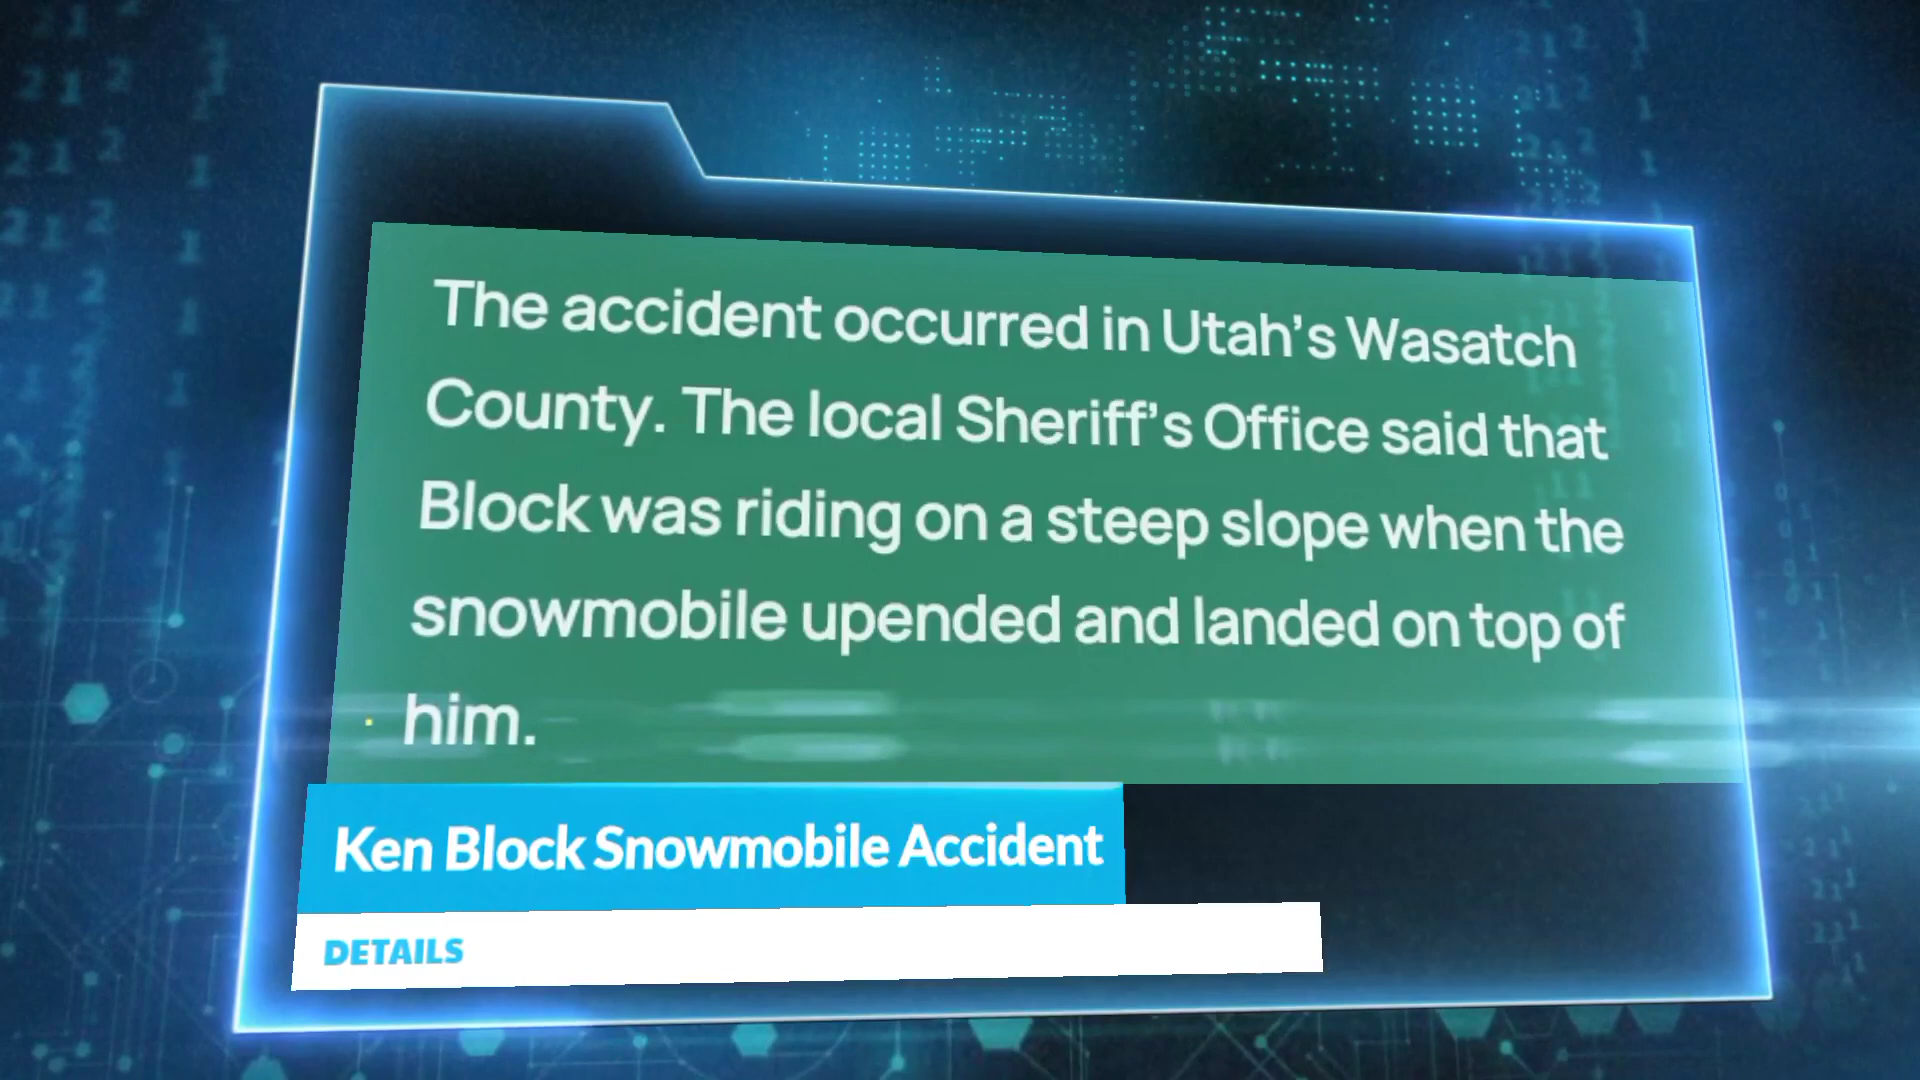 The accident occurred in Utah’s Wasatch
County. The local Sheriff’s Office said that
Block was riding on a steep slope when the
snowmobile upended and landed on top of
him.
Ken Block Snowmobile Accident
DETAILS